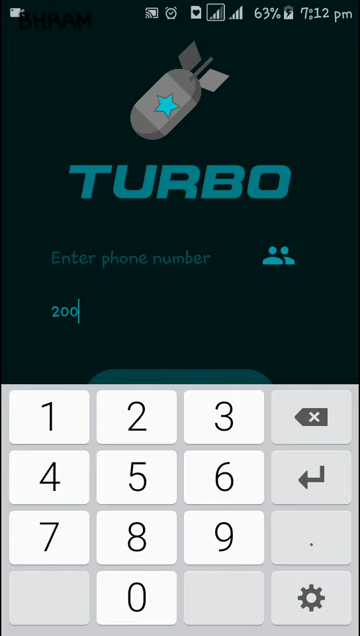 BHRAM
63% 7:12 pm
TURBO
Enter phone number
200
1 2 3
4 5 6
7 8 9 .
0